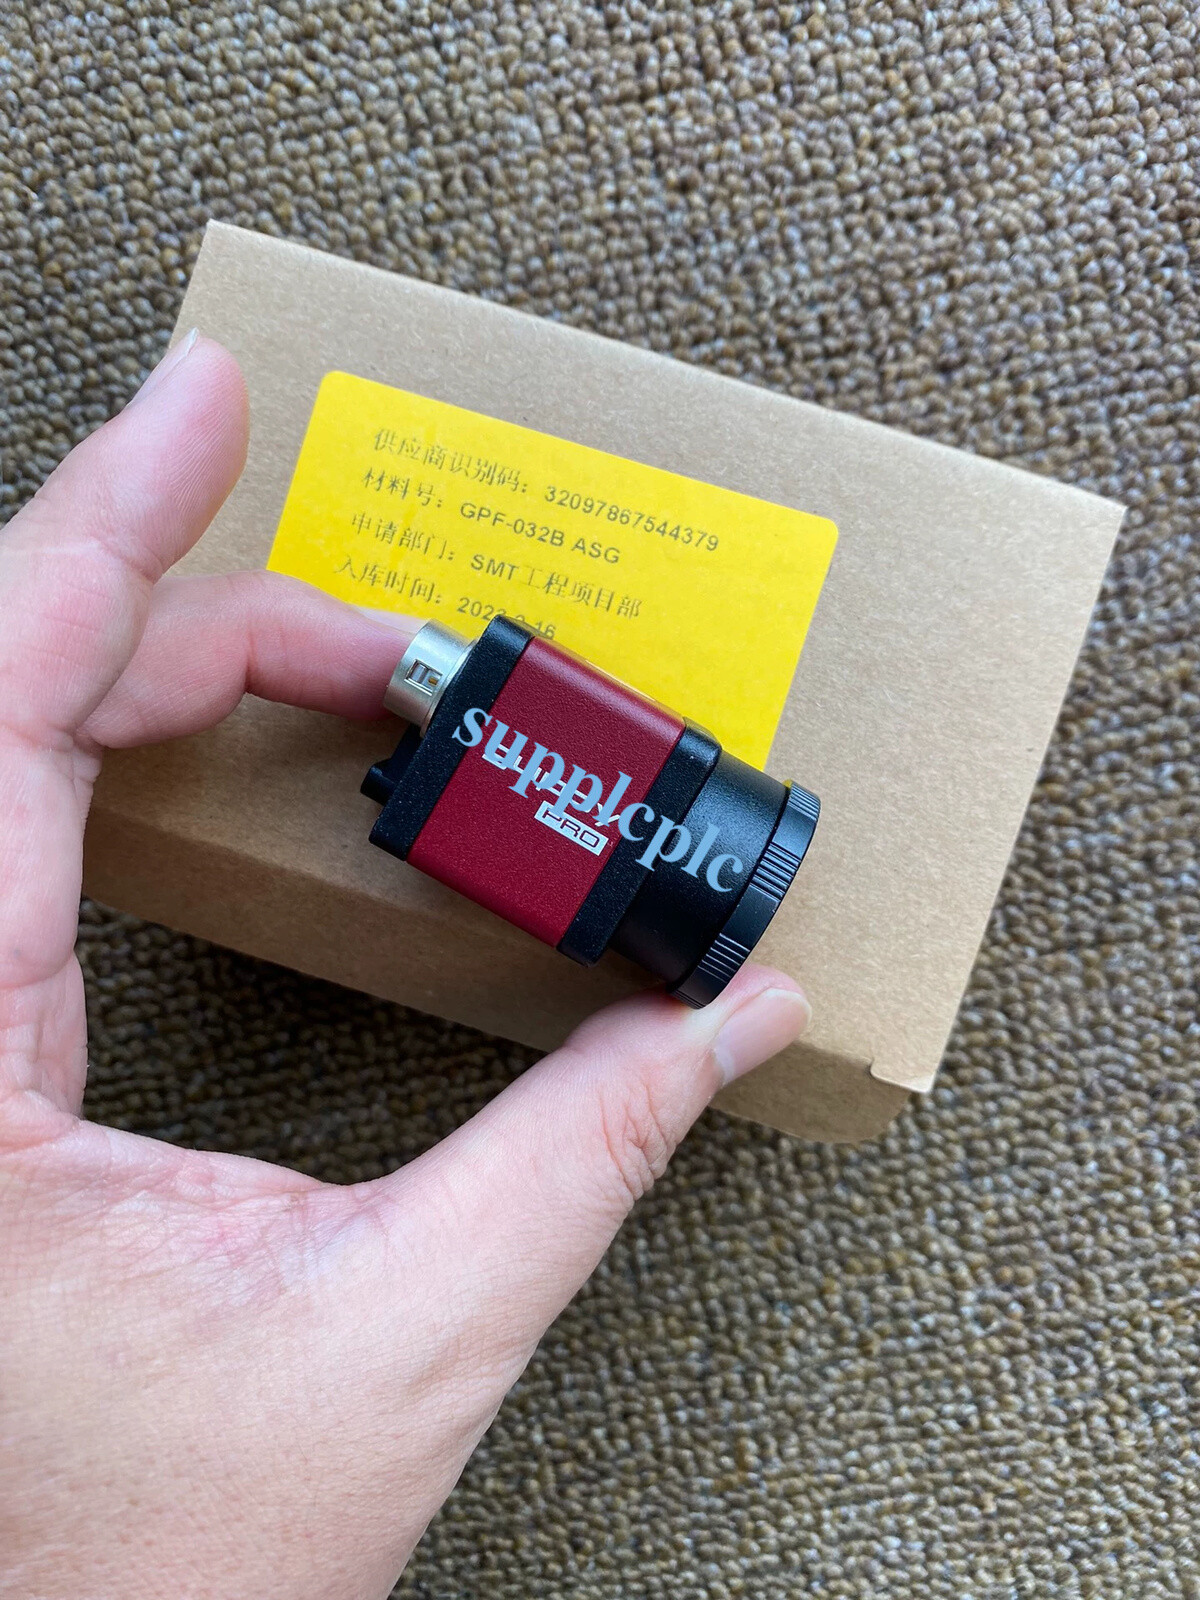 供应商识别码: 32097867544379
材料号: GPF-032B ASG
申请部门: SMT工程项目部
入库时间:
supplcplc
PRO